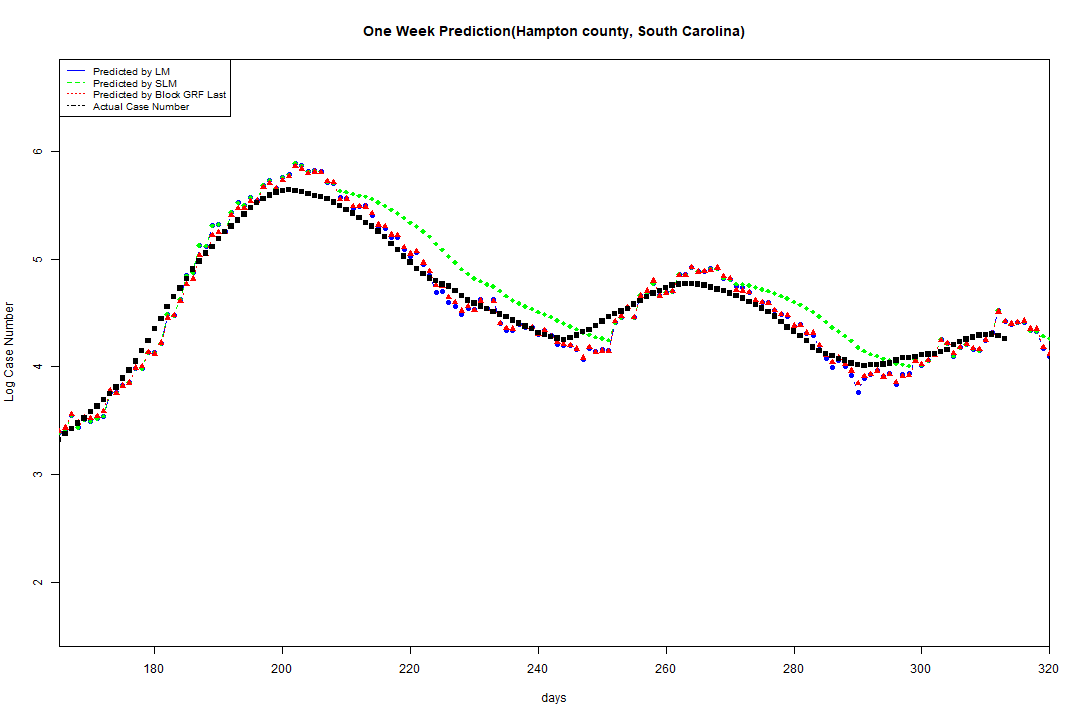 One Week Prediction(Hampton county, South Carolina)
Predicted by LM
Predicted by SLM
Predicted by Block GRF Last
Actual Case Number
6
5
4
3
2
Log Case Number
180 200 220 240 260 280 300 320
days